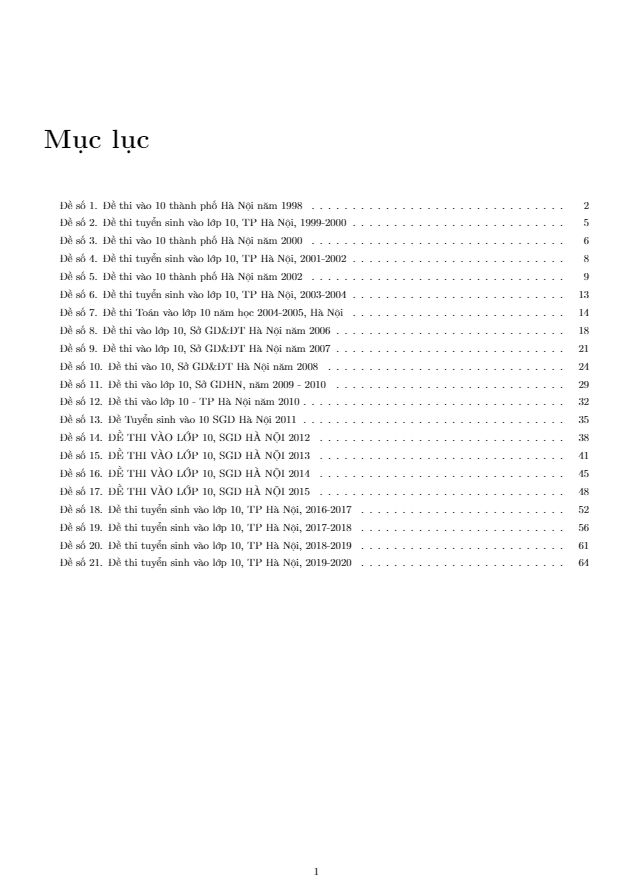 Mục lục
Đề số 1. Đề thi vào 10 thành phố Hà Nội năm 1998 . . . . . . . . . . . . . . . . . . . . . . . . . . . . . . . 2
Đề số 2. Đề thi tuyển sinh vào lớp 10, TP Hà Nội, 1999-2000 . . . . . . . . . . . . . . . . . . . . . . . . . . 5
Đề số 3. Đề thi vào 10 thành phố Hà Nội năm 2000 . . . . . . . . . . . . . . . . . . . . . . . . . . . . . . . 6
Đề số 4. Đề thi tuyển sinh vào lớp 10, TP Hà Nội, 2001-2002 . . . . . . . . . . . . . . . . . . . . . . . . . . 8
Đề số 5. Đề thi vào 10 thành phố Hà Nội năm 2002 . . . . . . . . . . . . . . . . . . . . . . . . . . . . . . . 9
Đề số 6. Đề thi tuyển sinh vào lớp 10, TP Hà Nội, 2003-2004 . . . . . . . . . . . . . . . . . . . . . . . . . . 13
Đề số 7. Đề thi Toán vào lớp 10 năm học 2004-2005, Hà Nội . . . . . . . . . . . . . . . . . . . . . . . . . . 14
Đề số 8. Đề thi vào lớp 10, Sở GD&ĐT Hà Nội năm 2006 . . . . . . . . . . . . . . . . . . . . . . . . . . . . 18
Đề số 9. Đề thi vào lớp 10, Sở GD&ĐT Hà Nội năm 2007 . . . . . . . . . . . . . . . . . . . . . . . . . . . . 21
Đề số 10. Đề thi vào 10, Sở GD&ĐT Hà Nội năm 2008 . . . . . . . . . . . . . . . . . . . . . . . . . . . . . 24
Đề số 11. Đề thi vào lớp 10, Sở GDHN, năm 2009 - 2010 . . . . . . . . . . . . . . . . . . . . . . . . . . . . 29
Đề số 12. Đề thi vào lớp 10 - TP Hà Nội năm 2010 . . . . . . . . . . . . . . . . . . . . . . . . . . . . . . . . 32
Đề số 13. Đề Tuyển sinh vào 10 SGD Hà Nội 2011 . . . . . . . . . . . . . . . . . . . . . . . . . . . . . . . . 35
Đề số 14. ĐỀ THI VÀO LỚP 10, SGD HÀ NỘI 2012 . . . . . . . . . . . . . . . . . . . . . . . . . . . . . . 38
Đề số 15. ĐỀ THI VÀO LỚP 10, SGD HÀ NỘI 2013 . . . . . . . . . . . . . . . . . . . . . . . . . . . . . . 41
Đề số 16. ĐỀ THI VÀO LỚP 10, SGD HÀ NỘI 2014 . . . . . . . . . . . . . . . . . . . . . . . . . . . . . . 45
Đề số 17. ĐỀ THI VÀO LỚP 10, SGD HÀ NỘI 2015 . . . . . . . . . . . . . . . . . . . . . . . . . . . . . . 48
Đề số 18. Đề thi tuyển sinh vào lớp 10, TP Hà Nội, 2016-2017 . . . . . . . . . . . . . . . . . . . . . . . . . 52
Đề số 19. Đề thi tuyển sinh vào lớp 10, TP Hà Nội, 2017-2018 . . . . . . . . . . . . . . . . . . . . . . . . . 56
Đề số 20. Đề thi tuyển sinh vào lớp 10, TP Hà Nội, 2018-2019 . . . . . . . . . . . . . . . . . . . . . . . . . 61
Đề số 21. Đề thi tuyển sinh vào lớp 10, TP Hà Nội, 2019-2020 . . . . . . . . . . . . . . . . . . . . . . . . . 64
1